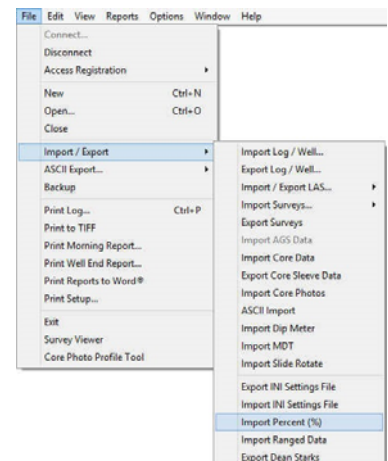 File Edit View Reports Options Window Help
Connect...
Disconnect
Access Registration
New Ctrl+N
Open... Ctrl+O
Close
Import / Export
ASCII Export...
Backup
Print Log... Ctrl+P
Print to TIFF
Print Morning Report...
Print Well End Report...
Print Reports to Word®
Print Setup...
Exit
Survey Viewer
Core Photo Profile Tool
Import Log / Well...
Export Log / Well...
Import / Export LAS...
Import Surveys...
Export Surveys
Import AGS Data
Import Core Data
Export Core Sleeve Data
Import Core Photos
ASCII Import
Import Dip Meter
Import MDT
Import Slide Rotate
Export INI Settings File
Import INI Settings File
Import Percent (%)
Import Ranged Data
Export Dean Starks